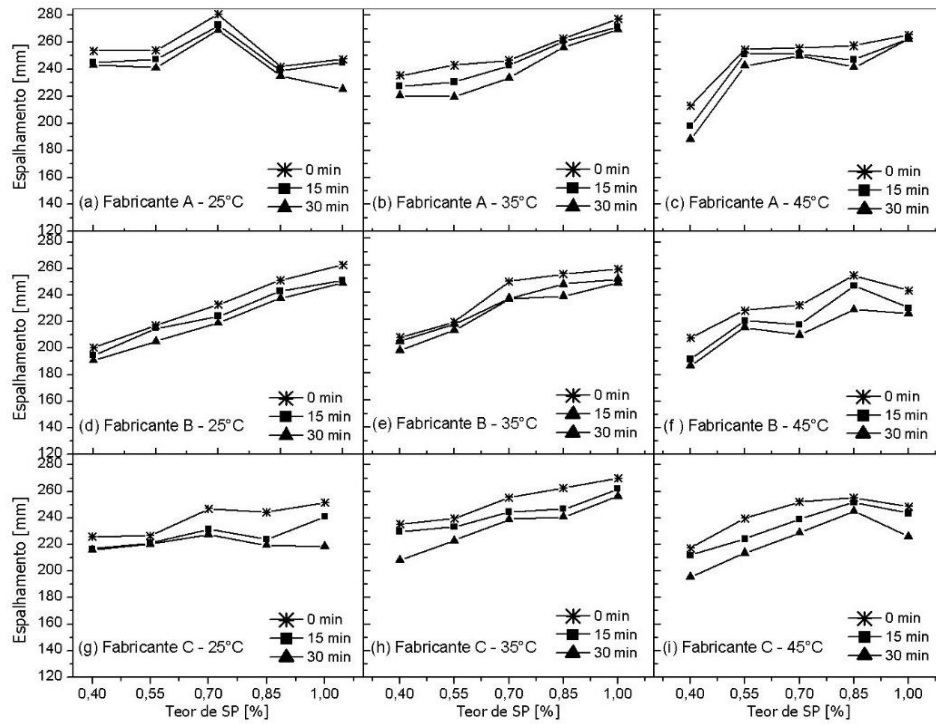 280
260
240
220
200
180
160
140
120
Espalhamento [mm]
0 min
15 min
30 min
(a) Fabricante A - 25°C
0 min
15 min
30 min
(b) Fabricante A - 35°C
0 min
15 min
30 min
(c) Fabricante A - 45°C
260
240
220
200
180
160
140
120
Espalhamento [mm]
0 min
15 min
30 min
(d) Fabricante B - 25°C
0 min
15 min
30 min
(e) Fabricante B - 35°C
0 min
15 min
30 min
(f ) Fabricante B - 45°C
260
240
220
200
180
160
140
120
Espalhamento [mm]
0 min
15 min
30 min
(g) Fabricante C - 25°C
0 min
15 min
30 min
(h) Fabricante C - 35°C
0 min
15 min
30 min
(i) Fabricante C - 45°C
0,40 0,55 0,70 0,85 1,00
Teor de SP [%]
0,40 0,55 0,70 0,85 1,00
Teor de SP [%]
0,40 0,55 0,70 0,85 1,00
Teor de SP [%]